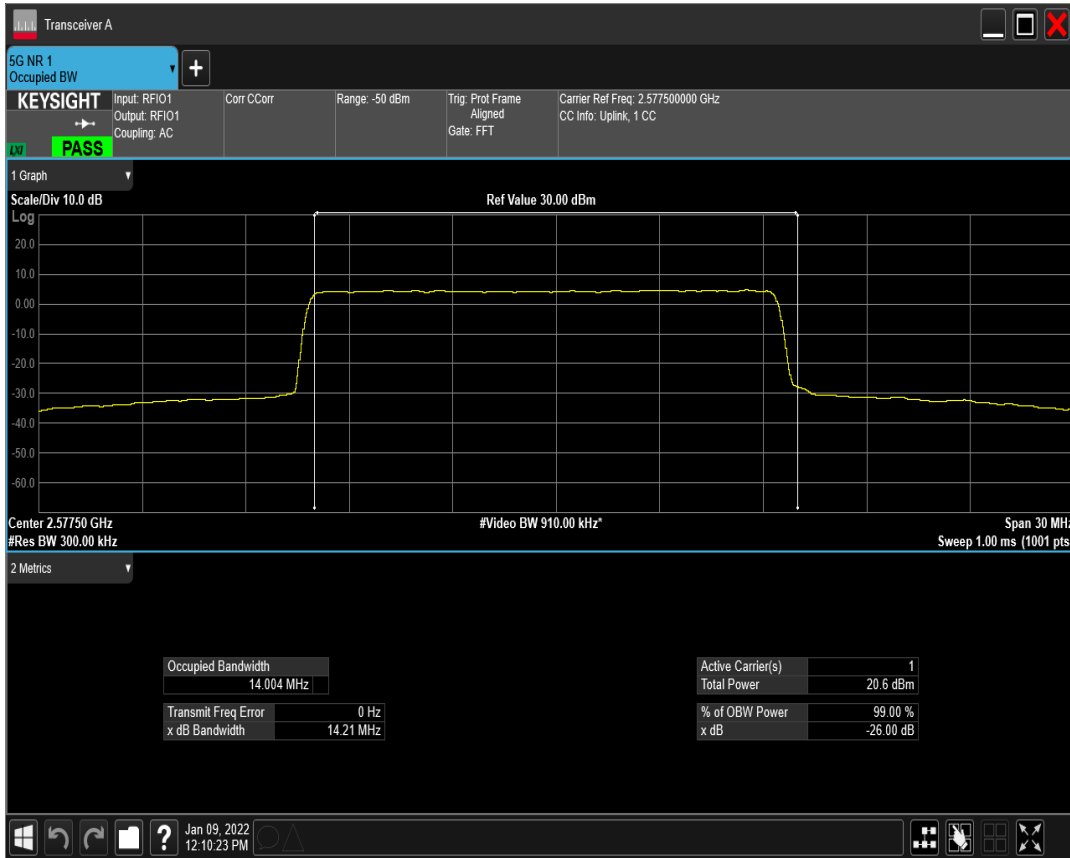 Transceiver A
5G NR 1
Occupied BW
KEYSIGHT
LXI
PASS
Input: RFIO1
Output: RFIO1
Coupling: AC
Corr CCorr
Range: -50 dBm
Trig: Prot Frame
Aligned
Gate: FFT
Carrier Ref Freq: 2.577500000 GHz
CC Info: Uplink, 1 CC
1 Graph
Scale/Div 10.0 dB
Ref Value 30.00 dBm
Log
20.0
10.0
0.00
-10.0
-20.0
-30.0
-40.0
-50.0
-60.0
Center 2.57750 GHz
#Video BW 910.00 kHz*
Span 30 MHz
#Res BW 300.00 kHz
Sweep 1.00 ms (1001 pts
2 Metrics
Occupied Bandwidth
14.004 MHz
Transmit Freq Error 0 Hz
x dB Bandwidth 14.21 MHz
Active Carrier(s) 1
Total Power 20.6 dBm
% of OBW Power 99.00 %
x dB -26.00 dB
Jan 09, 2022
12:10:23 PM